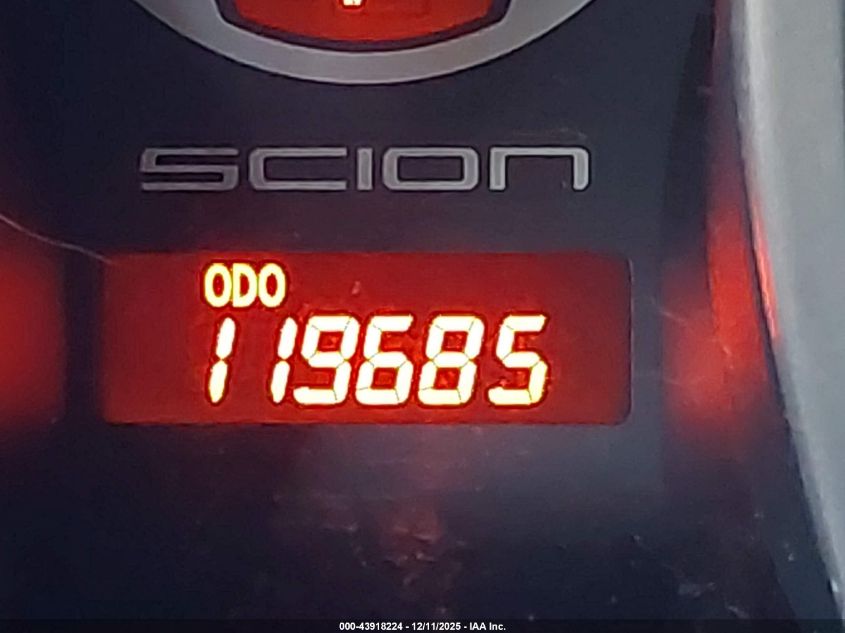 SCION
ODO
119685
000-43918224 - 12/11/2025 - IAA Inc.